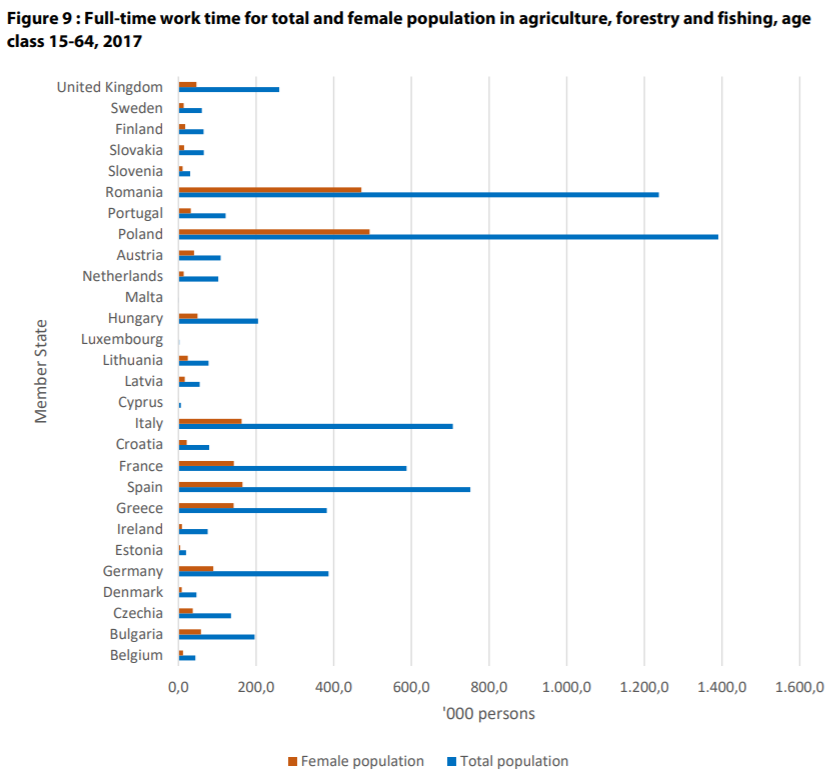 Figure 9 : Full-time work time for total and female population in agriculture, forestry and fishing, age
class 15-64, 2017
United Kingdom
Sweden
Finland
Slovakia
Slovenia
Romania
Portugal
Poland
Austria
Netherlands
Malta
Hungary
Luxembourg
Lithuania
Latvia
Cyprus
Italy
Croatia
France
Spain
Greece
Ireland
Estonia
Germany
Denmark
Czechia
Bulgaria
Belgium
Member State
0,0 200,0 400,0 600,0 800,0 1.000,0 1.200,0 1.400,0 1.600,0
'000 persons
Female population Total population